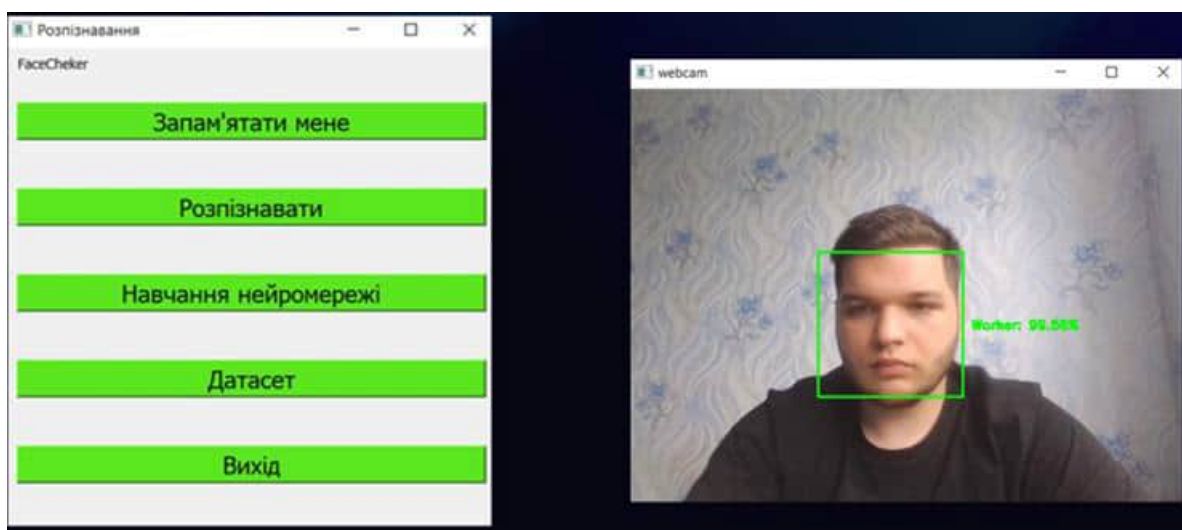 Розпізнавання
FaceCheker
Запам'ятати мене
Розпізнавати
Навчання нейромережі
Датасет
Вихід
webcam
Worker: